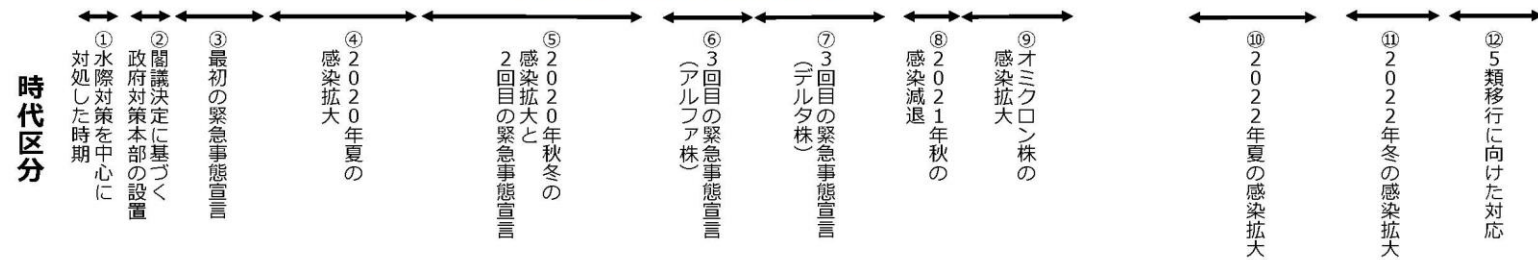 時代区分
①水際対策を中心に
対処した時期
②閣議決定に基づく
政府対策本部の設置
③最初の緊急事態宣言
④2020年夏の
感染拡大
⑤2020年秋冬の
感染拡大と
2回目の緊急事態宣言
⑥3回目の緊急事態宣言
(アルファ株)
⑦3回目の緊急事態宣言
(デルタ株)
⑧2021年秋の
感染減退
⑨オミクロン株の
感染拡大
⑩2022年夏の感染拡大
⑪2022年冬の感染拡大
⑫5類移行に向けた対応